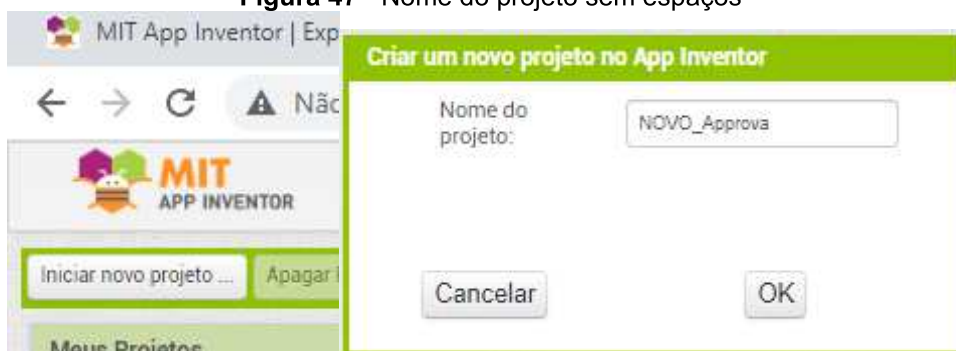 Figura 47 - Nome do projeto sem espaços
MIT App Inventor | Exp
Criar um novo projeto no App Inventor
Nome do
projeto:
NOVO_Approva
Cancelar
OK
Não
MIT
APP INVENTOR
Iniciar novo projeto ...
Apagar
Meus Projetos